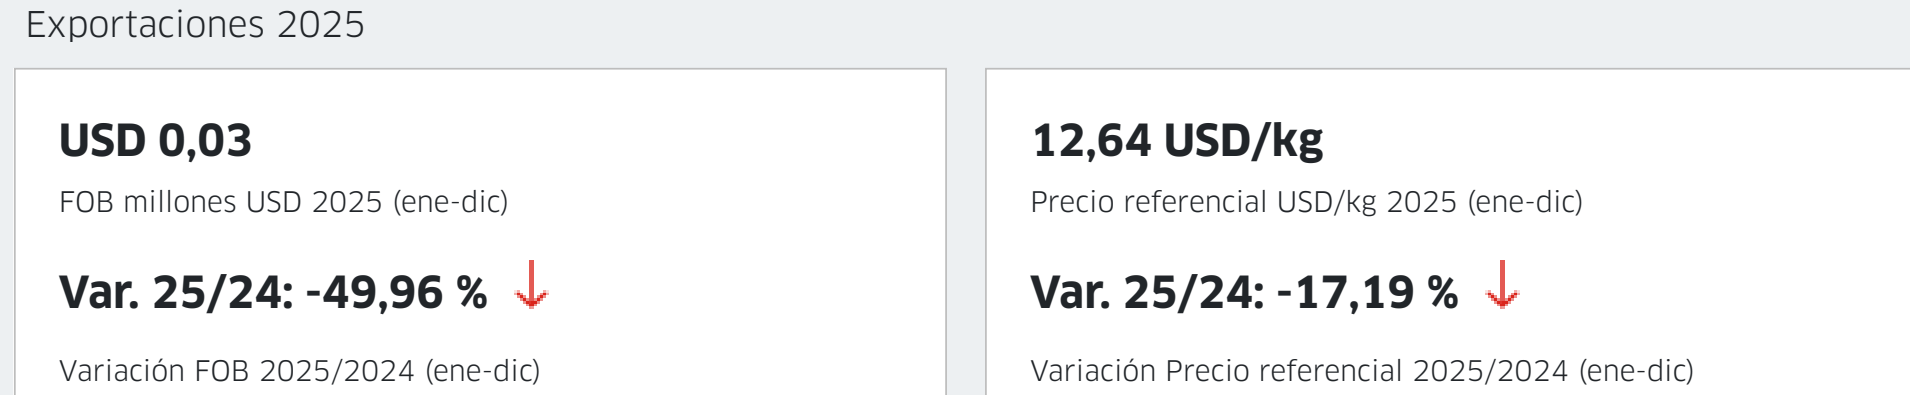 Exportaciones 2025
USD 0,03
FOB millones USD 2025 (ene-dic)
Var. 25/24: -49,96 %
Variación FOB 2025/2024 (ene-dic)
12,64 USD/kg
Precio referencial USD/kg 2025 (ene-dic)
Var. 25/24: -17,19 %
Variación Precio referencial 2025/2024 (ene-dic)